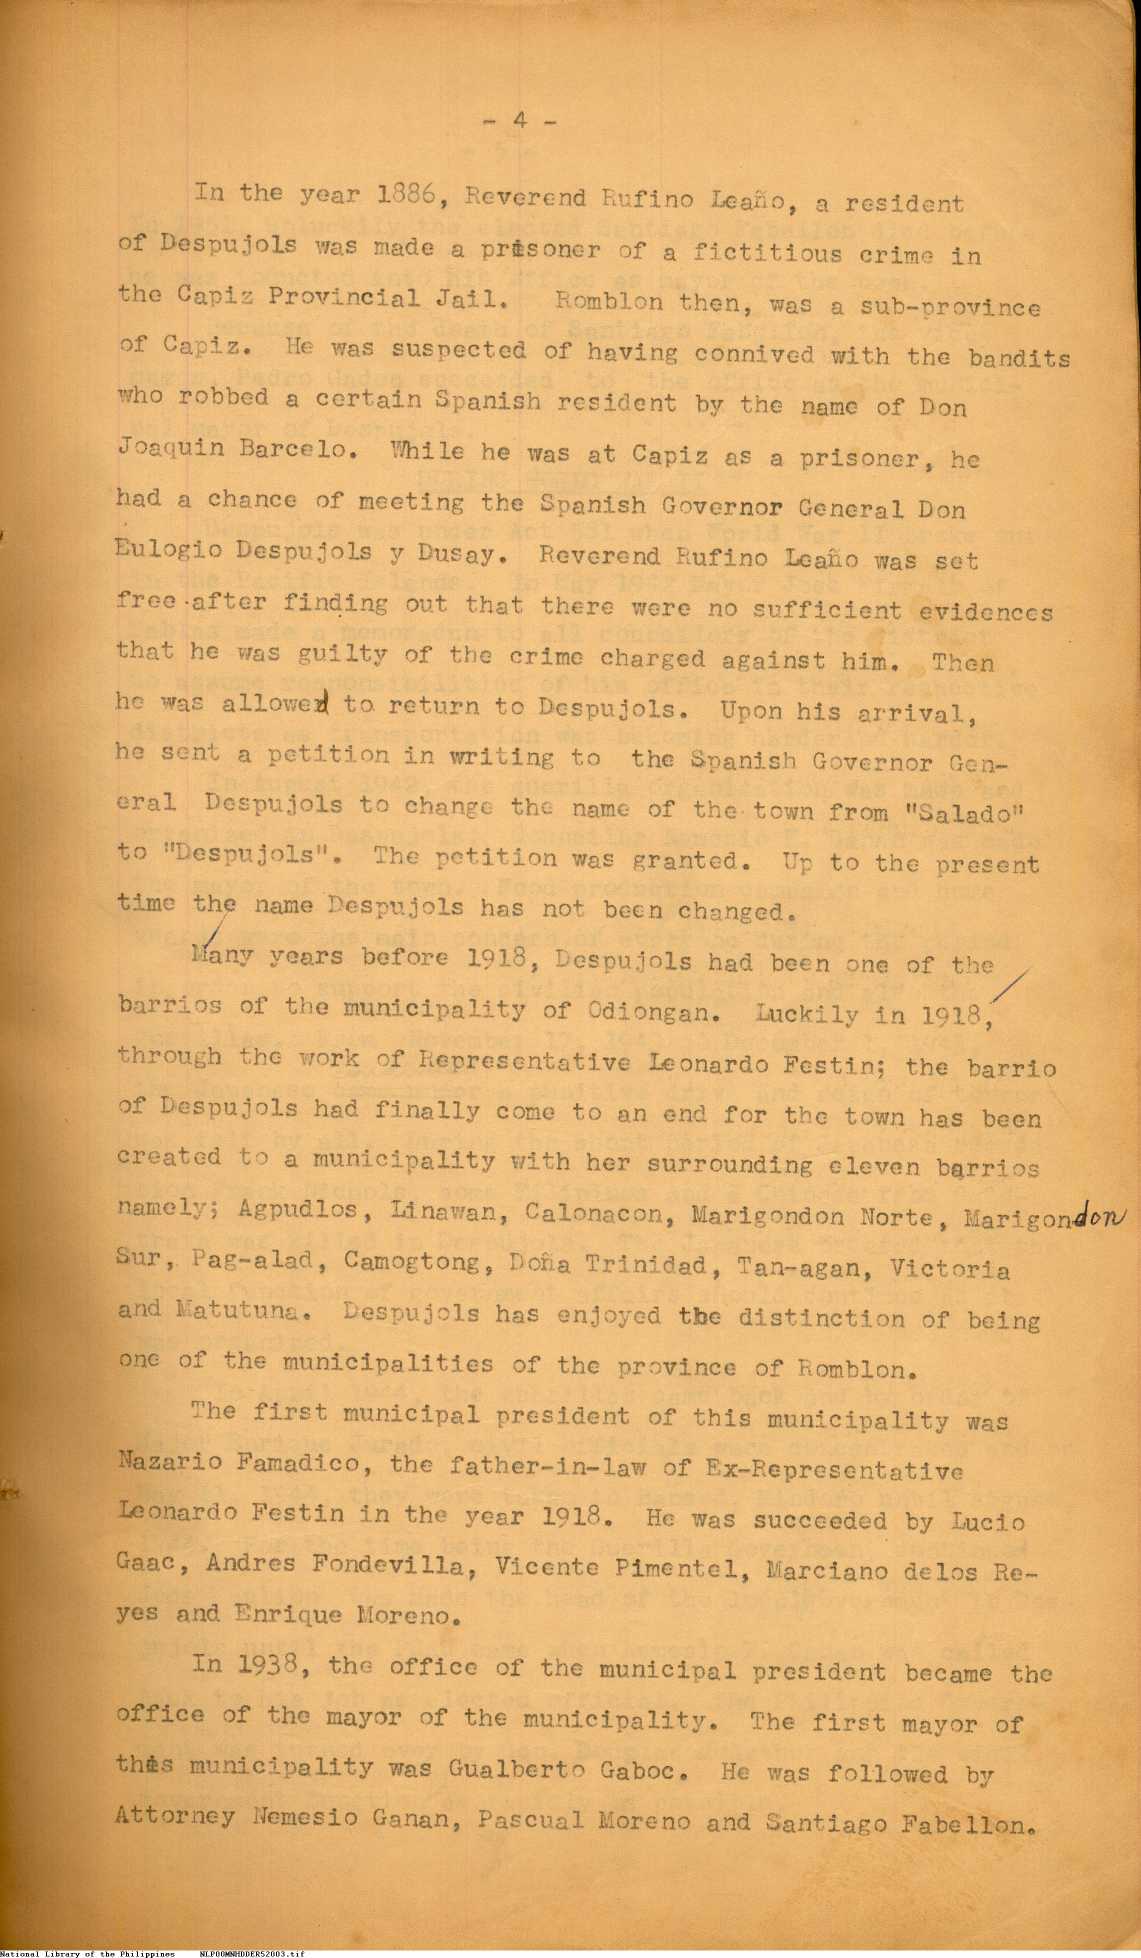 - 4 -
In the year 1886, Reverend Rufino Leaño, a resident
of Despujols was made a prisoner of a fictitious crime in
the Capiz Provincial Jail. Romblon then, was a sub-province
of Capiz. He was suspected of having connived with the bandits
who robbed a certain Spanish resident by the name of Don
Joaquin Barcelo. While he was at Capiz as a prisoner, he
had a chance of meeting the Spanish Governor General Don
Eulogio Despujols y Dusay. Reverend Rufino Leaño was set
free after finding out that there were no sufficient evidences
that he was guilty of the crime charged against him. Then
he was allowed to return to Despujols. Upon his arrival,
he sent a petition in writing to the Spanish Governor Gen-
eral Despujols to change the name of the town from "Salado"
to "Despujols". The petition was granted. Up to the present
time the name Despujols has not been changed.
Many years before 1918, Despujols had been one of the
barrios of the municipality of Odiongan. Luckily in 1918,
through the work of Representative Leonardo Festin; the barrio
of Despujols had finally come to an end for the town has been
created to a municipality with her surrounding eleven barrios
namely; Agpudlos, Linawan, Calonacon, Marigondon Norte, Marigondon
Sur, Pag-alad, Camogtong, Doña Trinidad, Tan-agan, Victoria
and Matutuna. Despujols has enjoyed the distinction of being
one of the municipalities of the province of Romblon.
The first municipal president of this municipality was
Nazario Famadico, the father-in-law of Ex-Representative
Leonardo Festin in the year 1918. He was succeeded by Lucio
Gaac, Andres Fondevilla, Vicente Pimentel, Marciano delos Re-
yes and Enrique Moreno.
In 1938, the office of the municipal president became the
office of the mayor of the municipality. The first mayor of
this municipality was Gualberto Gaboc. He was followed by
Attorney Nemesio Ganan, Pascual Moreno and Santiago Fabellon.
National Library of the Philippines NLP00MNHDDER52003.tif